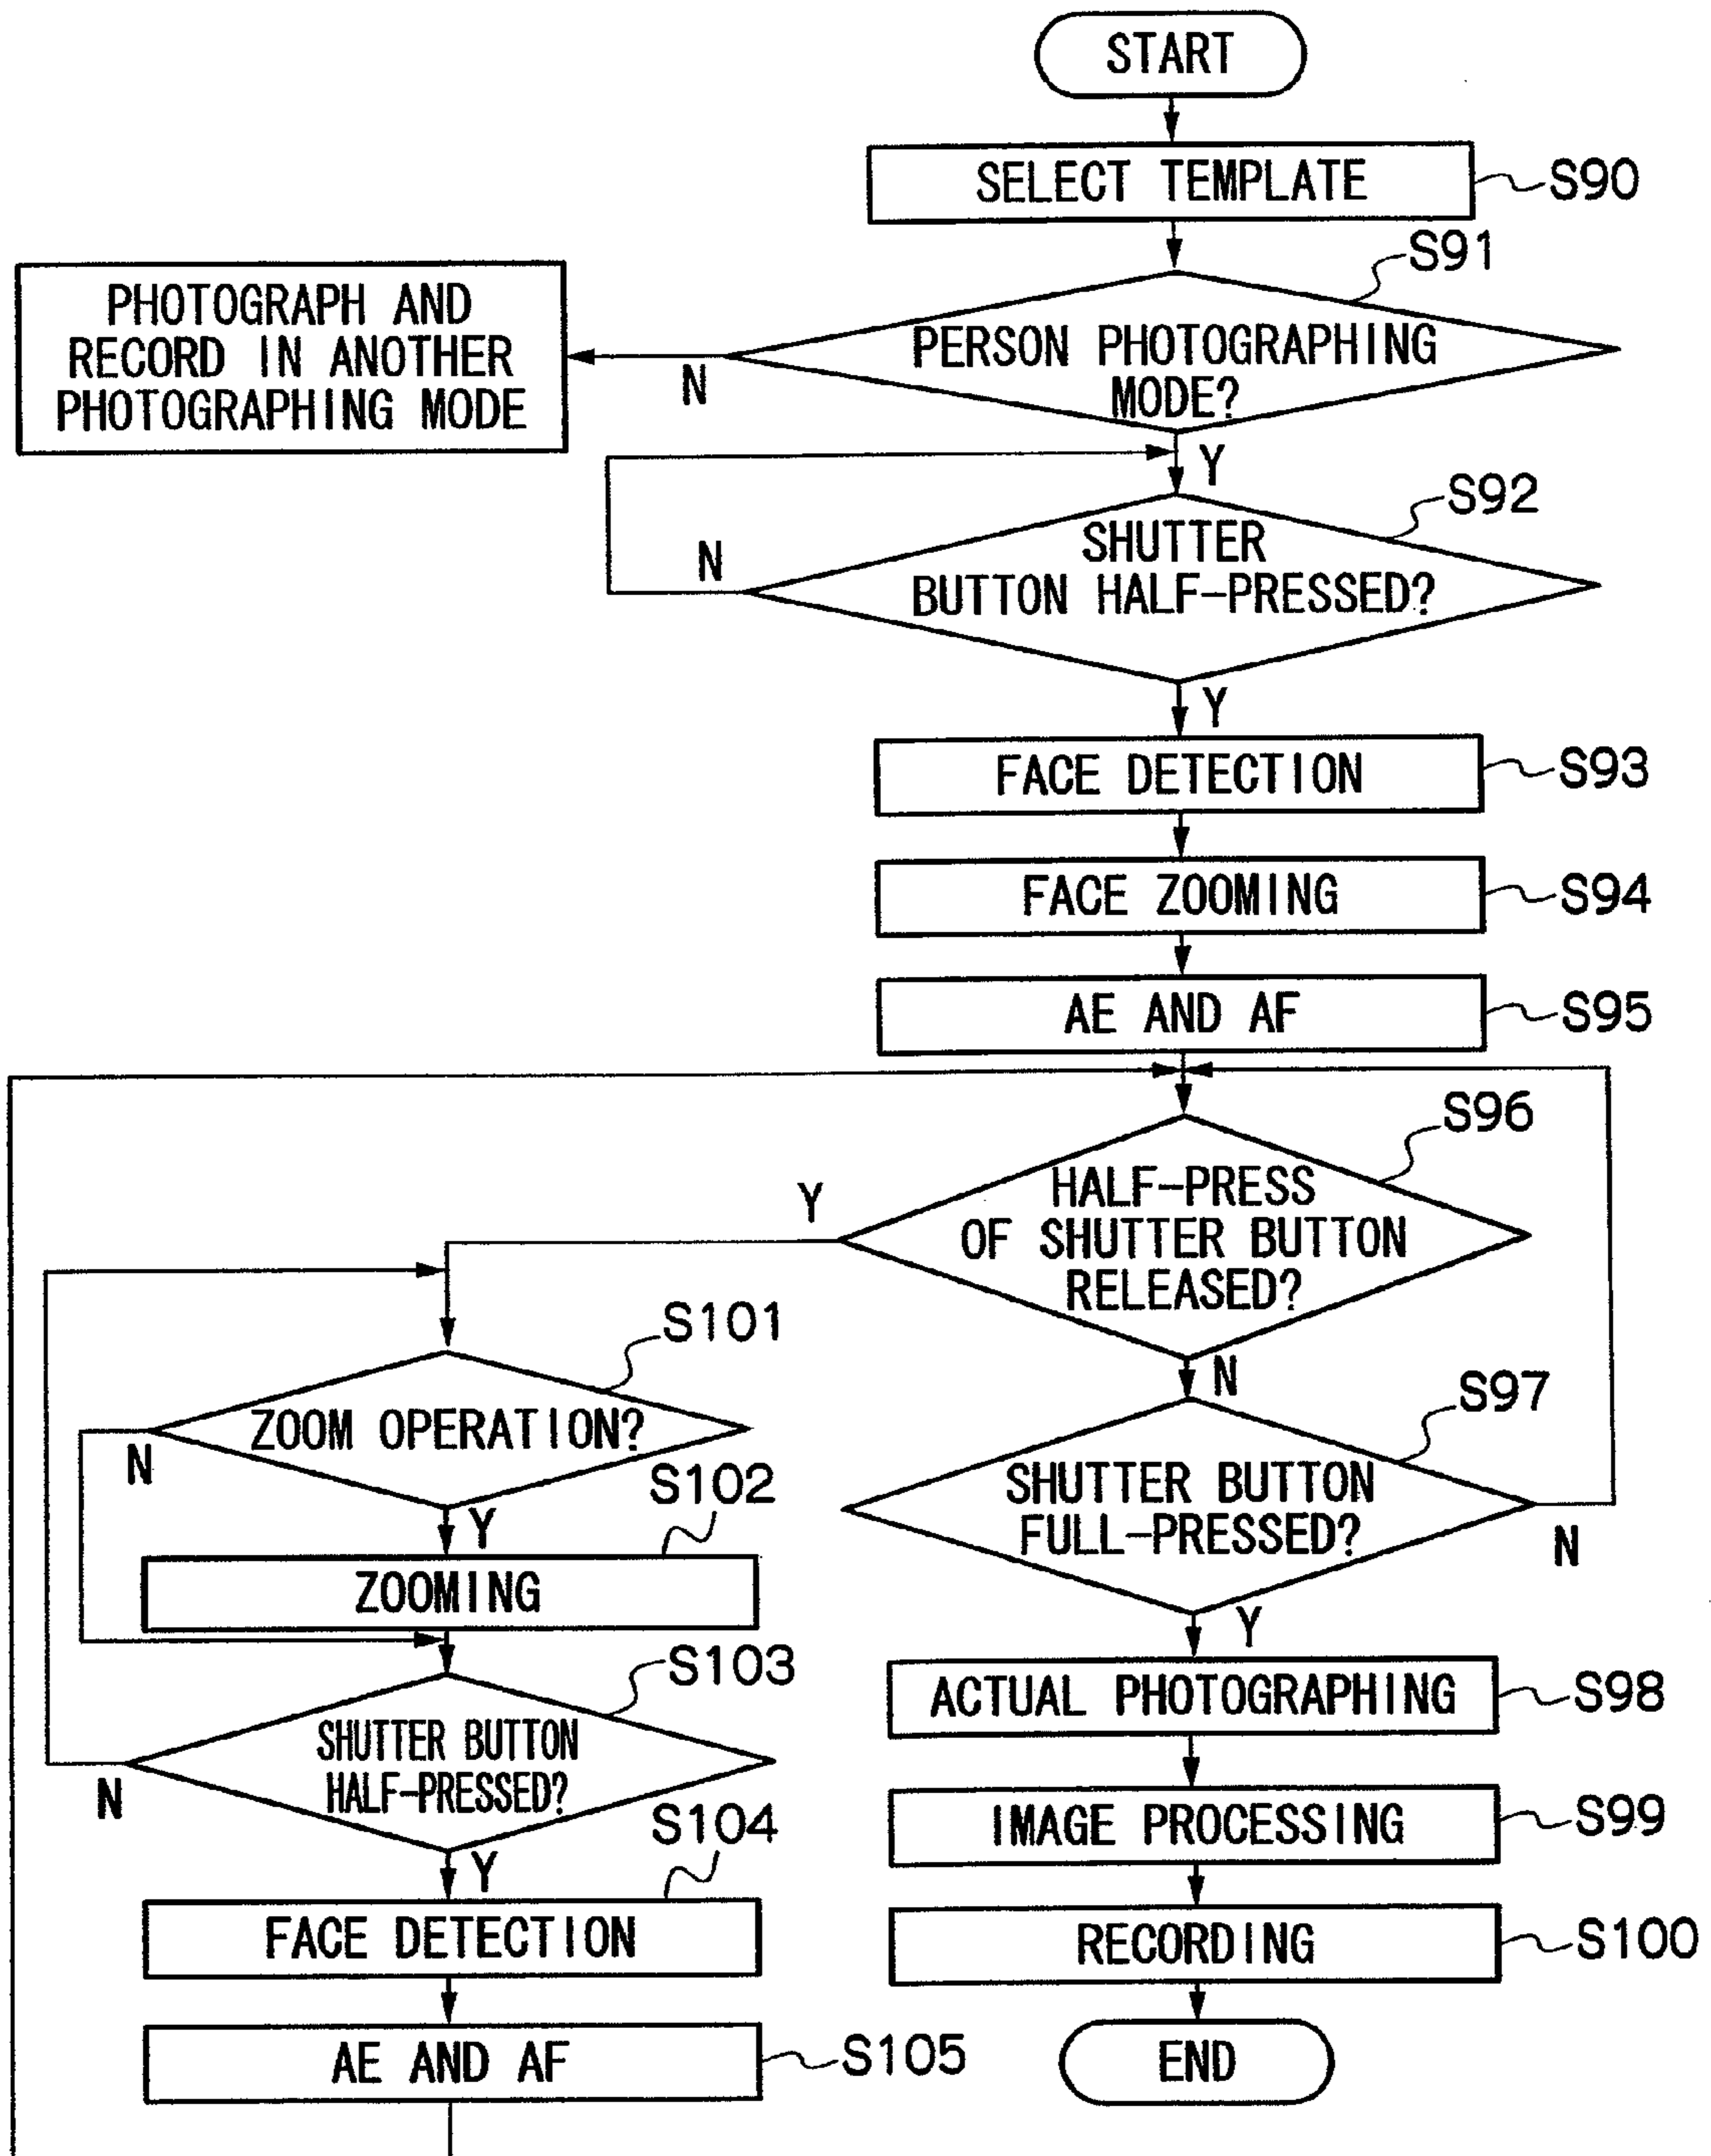 START
SELECT TEMPLATE
S90
S91
PHOTOGRAPH AND
RECORD IN ANOTHER
PHOTOGRAPHING MODE
N
PERSON PHOTOGRAPHING
MODE?
Y
S92
N
SHUTTER
BUTTON HALF-PRESSED?
Y
FACE DETECTION
S93
FACE ZOOMING
S94
AE AND AF
S95
S96
HALF-PRESS
OF SHUTTER BUTTON
RELEASED?
Y
N
S97
SHUTTER BUTTON
FULL-PRESSED?
N
Y
ACTUAL PHOTOGRAPHING
S98
IMAGE PROCESSING
S99
RECORDING
S100
END
S101
ZOOM OPERATION?
N
Y
S102
ZOOMING
S103
SHUTTER BUTTON
HALF-PRESSED?
N
Y
S104
FACE DETECTION
AE AND AF
S105